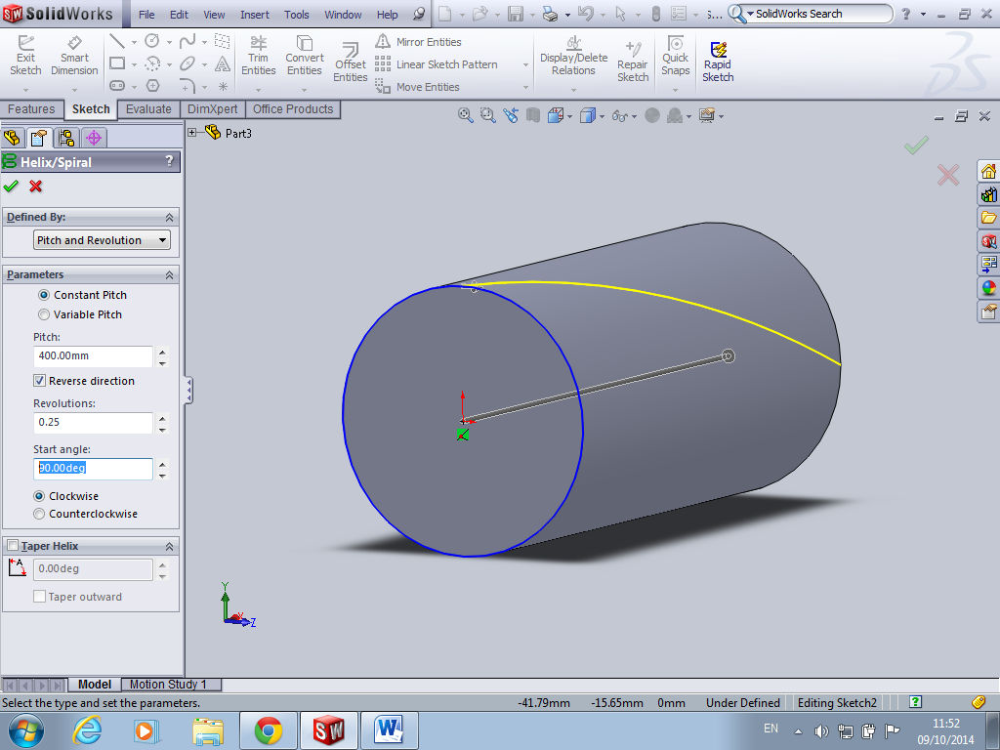 SolidWorks File Edit View Insert Tools Window Help S... SolidWorks Search ?
Exit Sketch
Smart Dimension
Trim Entities
Convert Entities
Offset Entities
Mirror Entities
Linear Sketch Pattern
Move Entities
Display/Delete Relations
Repair Sketch
Quick Snaps
Rapid Sketch
Features Sketch Evaluate DimXpert Office Products
Part3
Helix/Spiral ?
Defined By:
Pitch and Revolution
Parameters
Constant Pitch
Variable Pitch
Pitch:
400.00mm
Reverse direction
Revolutions:
0.25
Start angle:
90.00deg
Clockwise
Counterclockwise
Taper Helix
0.00deg
Taper outward
Y
X
Z
Model Motion Study 1
Select the type and set the parameters. -41.79mm -15.65mm 0mm Under Defined Editing Sketch2 ?
EN 11:52
09/10/2014